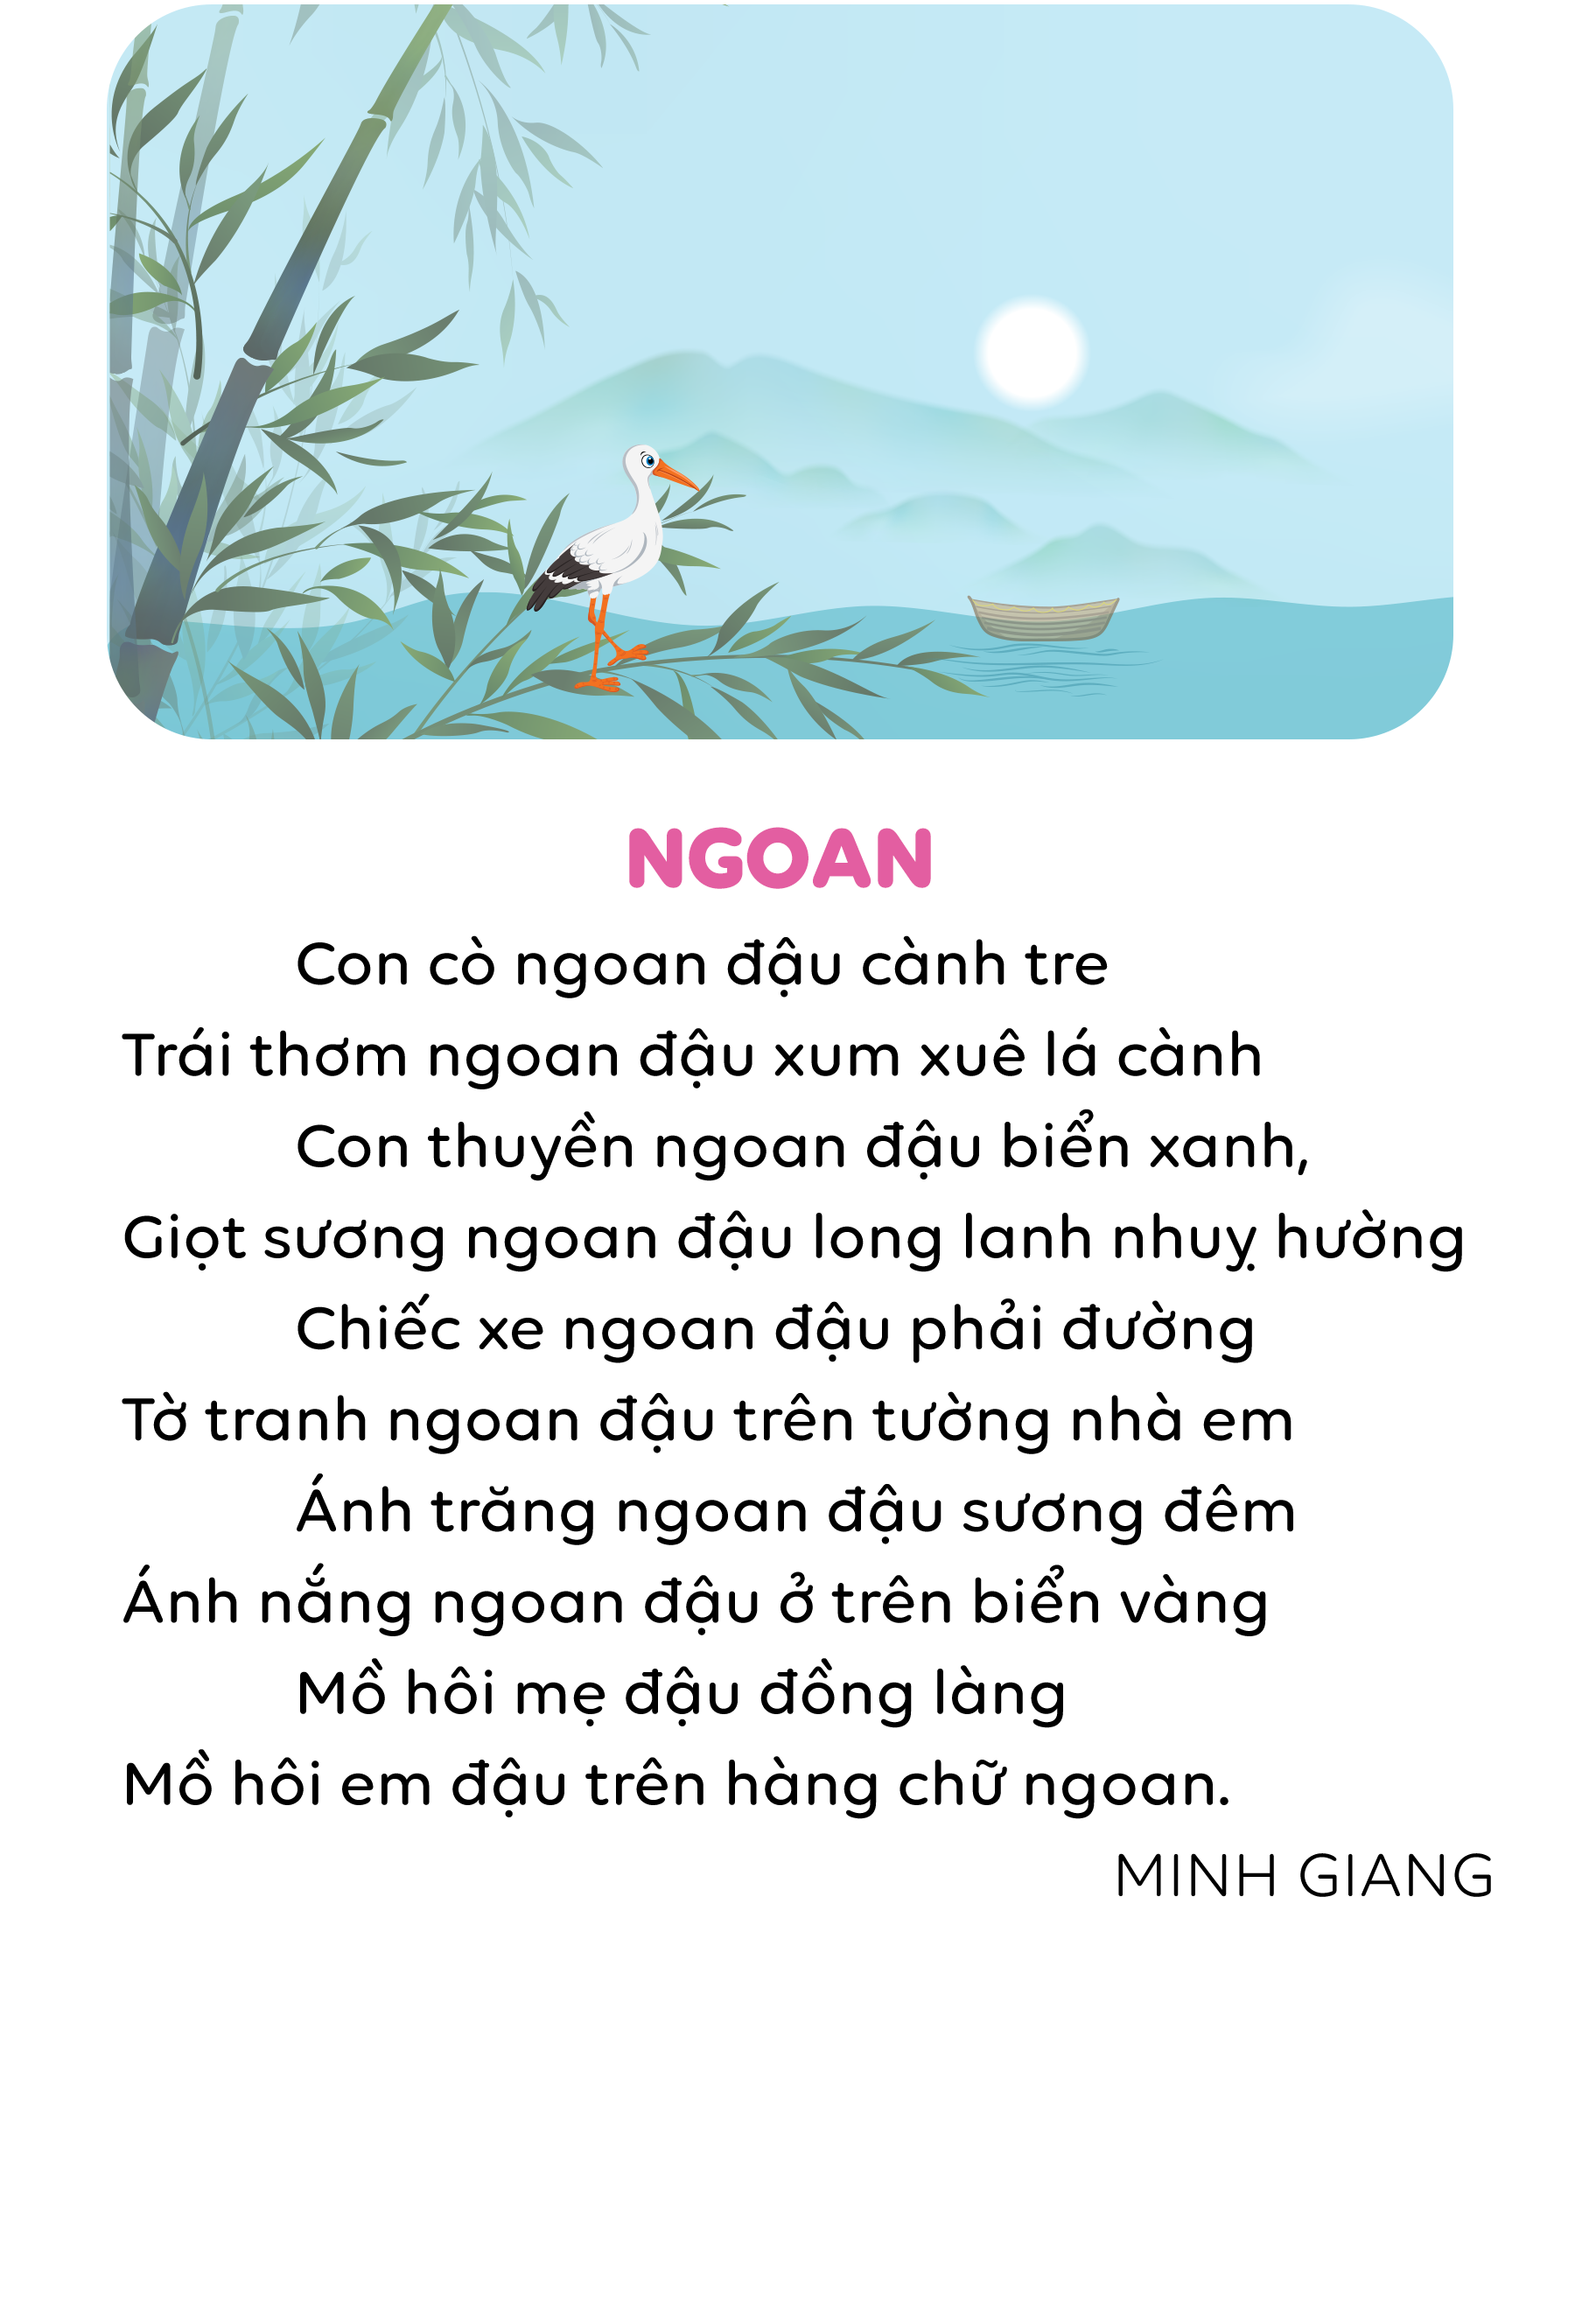 NGOAN
Con cò ngoan đậu cành tre
Trái thơm ngoan đậu xum xuê lá cành
Con thuyền ngoan đậu biển xanh,
Giọt sương ngoan đậu long lanh nhuỵ hường
Chiếc xe ngoan đậu phải đường
Tờ tranh ngoan đậu trên tường nhà em
Ánh trăng ngoan đậu sương đêm
Ánh nắng ngoan đậu ở trên biển vàng
Mồ hôi mẹ đậu đồng làng
Mồ hôi em đậu trên hàng chữ ngoan.
MINH GIANG